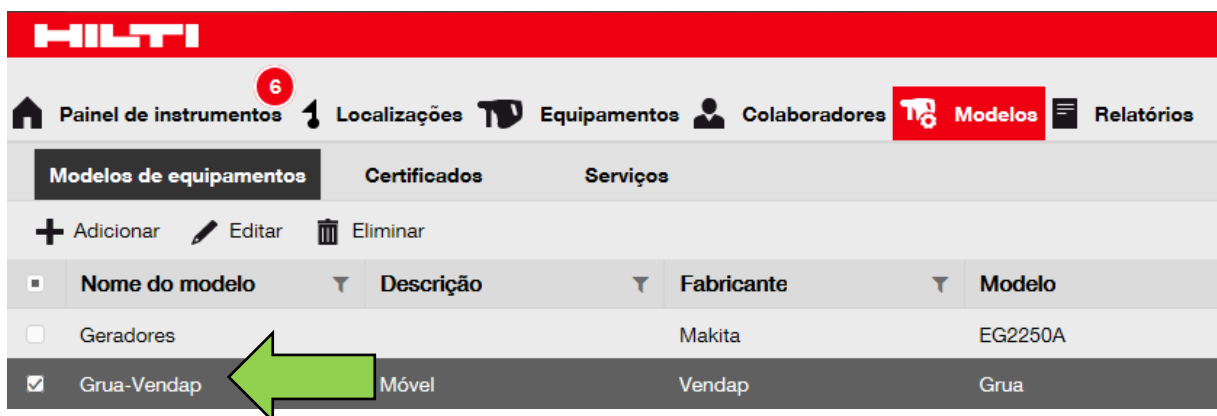 HILTI
6
Painel de instrumentos Localizações Equipamentos Colaboradores Modelos Relatórios
Modelos de equipamentos Certificados Serviços
Adicionar Editar Eliminar
Nome do modelo Descrição Fabricante Modelo
Geradores Makita EG2250A
Grua-Vendap Móvel Vendap Grua